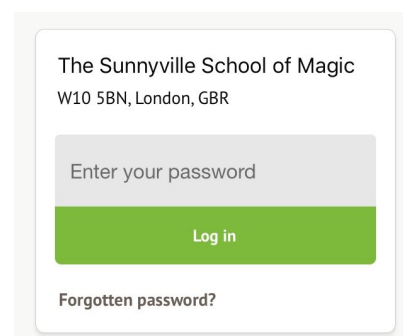 The Sunnyville School of Magic
W10 5BN, London, GBR
Enter your password
Log in
Forgotten password?